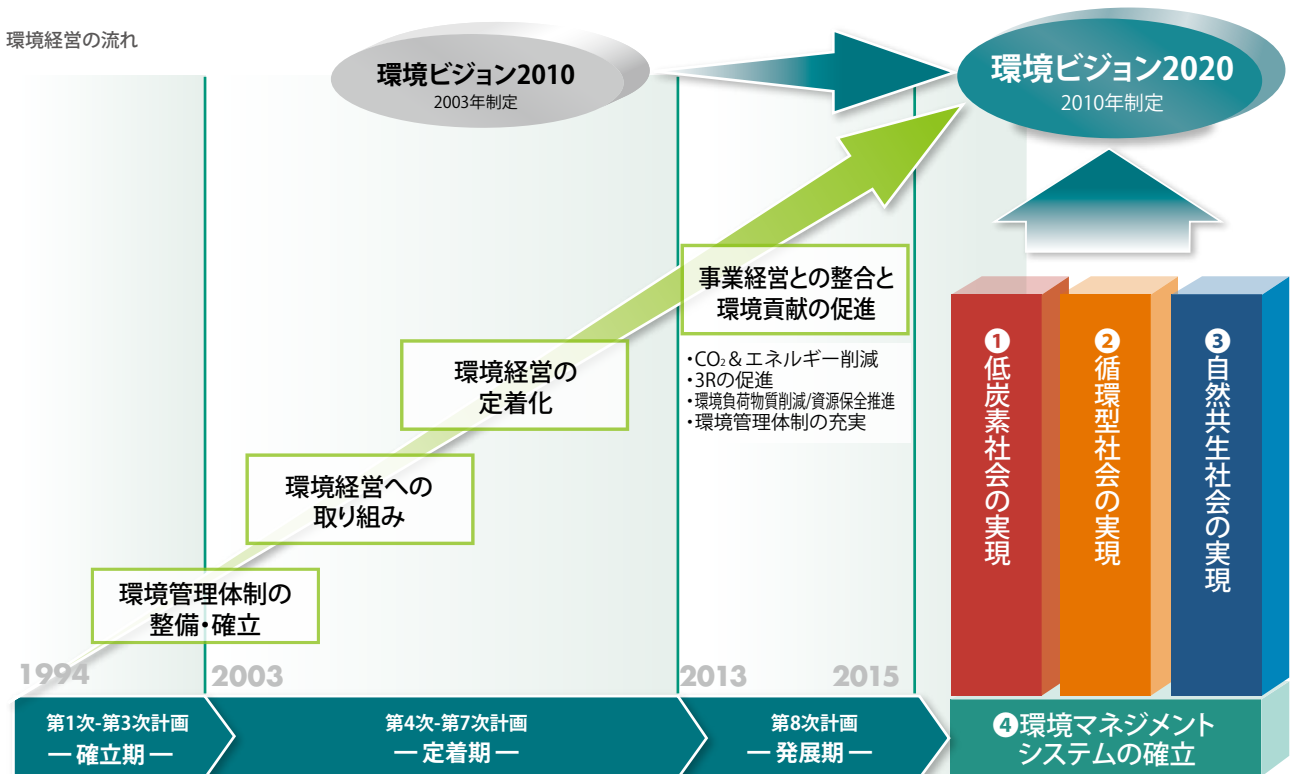 環境経営の流れ
環境ビジョン2010
2003年制定
環境ビジョン2020
2010年制定
事業経営との整合と
環境貢献の促進
・CO₂&エネルギー削減
・3Rの促進
・環境負荷物質削減/資源保全推進
・環境管理体制の充実
環境経営の
定着化
環境経営への
取り組み
環境管理体制の
整備・確立
❶低炭素社会の実現
❷循環型社会の実現
❸自然共生社会の実現
1994
2003
2013
2015
第1次-第3次計画
― 確立期 ―
第4次-第7次計画
― 定着期 ―
第8次計画
― 発展期 ―
❹環境マネジメント
システムの確立